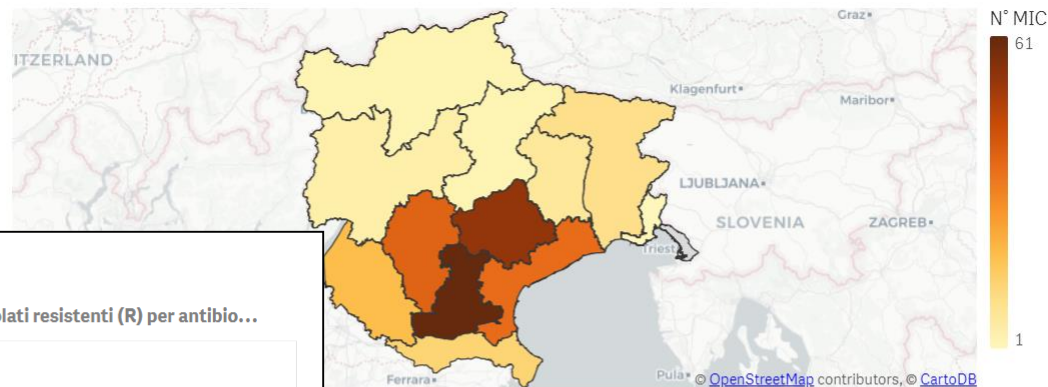 Graz
N° MIC
61
ITZERLAND
Klagenfurt
Maribor
LJUBLJANA
SLOVENIA
ZAGREB
Triest
olati resistenti (R) per antibio...
1
Ferrara
Pula
© OpenStreetMap contributors, © CartoDB